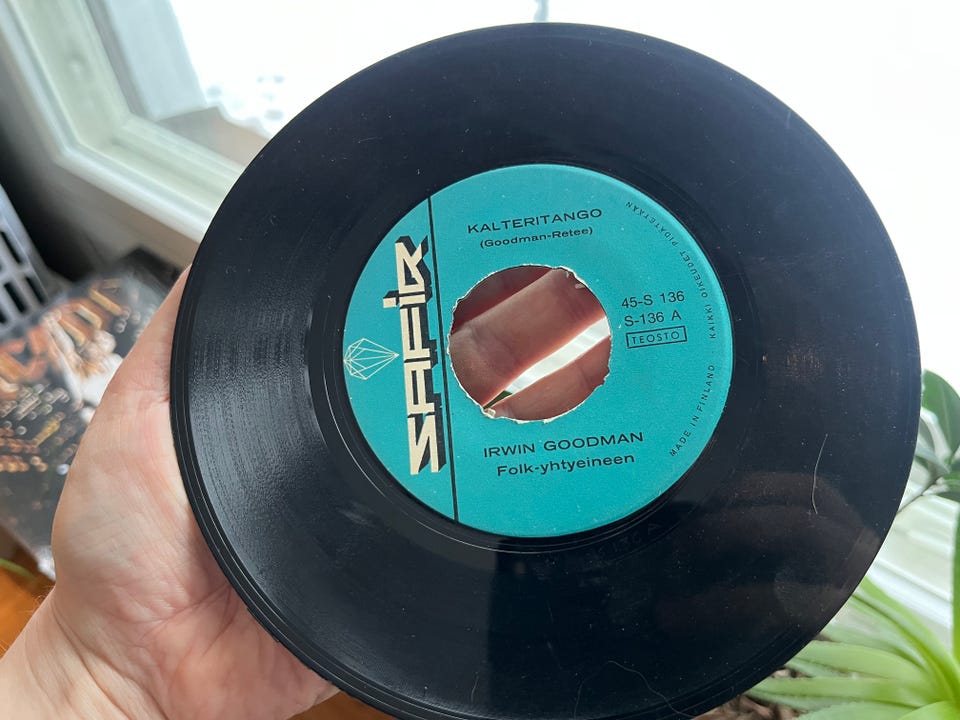 SAFIR
KALTERITANGO
(Goodman-Retee)
45-S 136
S-136 A
TEOSTO
IRWIN GOODMAN
Folk-yhtyeineen
MADE IN FINLAND KAIKKI OIKEUDET PIDÄTETÄÄN